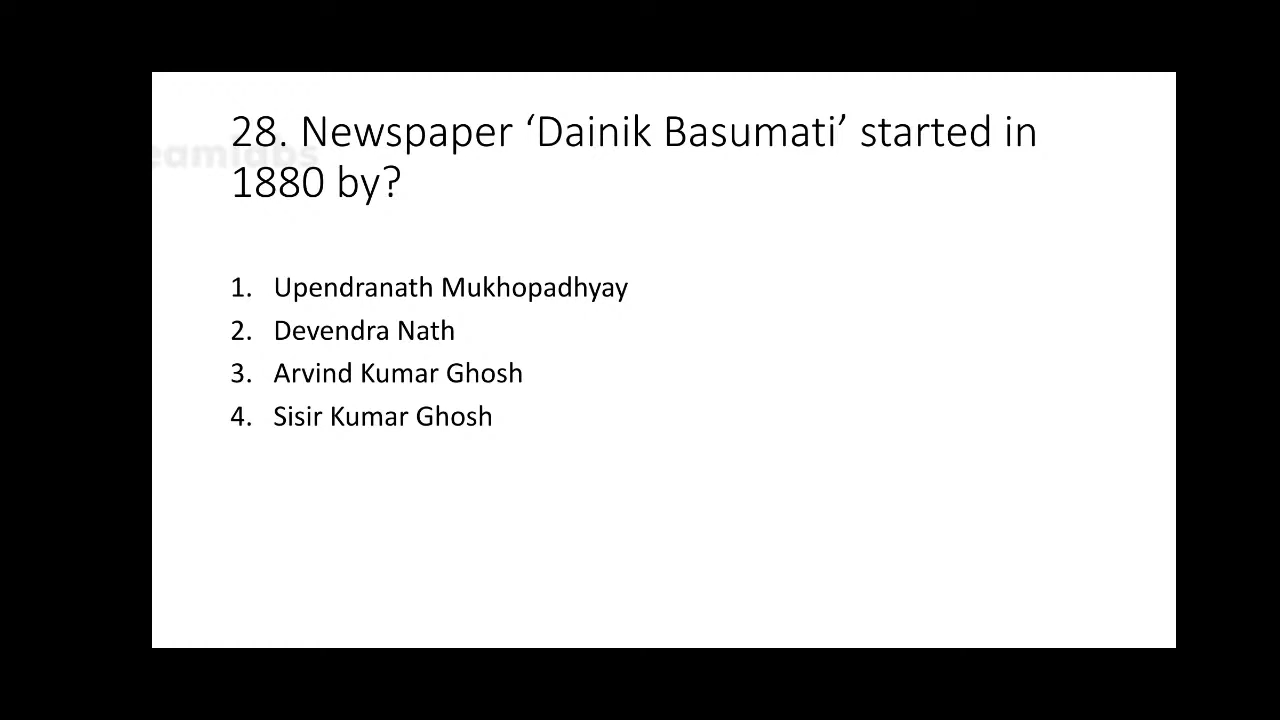 28. Newspaper ‘Dainik Basumati’ started in
1880 by?
eamlabs
1. Upendranath Mukhopadhyay
2. Devendra Nath
3. Arvind Kumar Ghosh
4. Sisir Kumar Ghosh